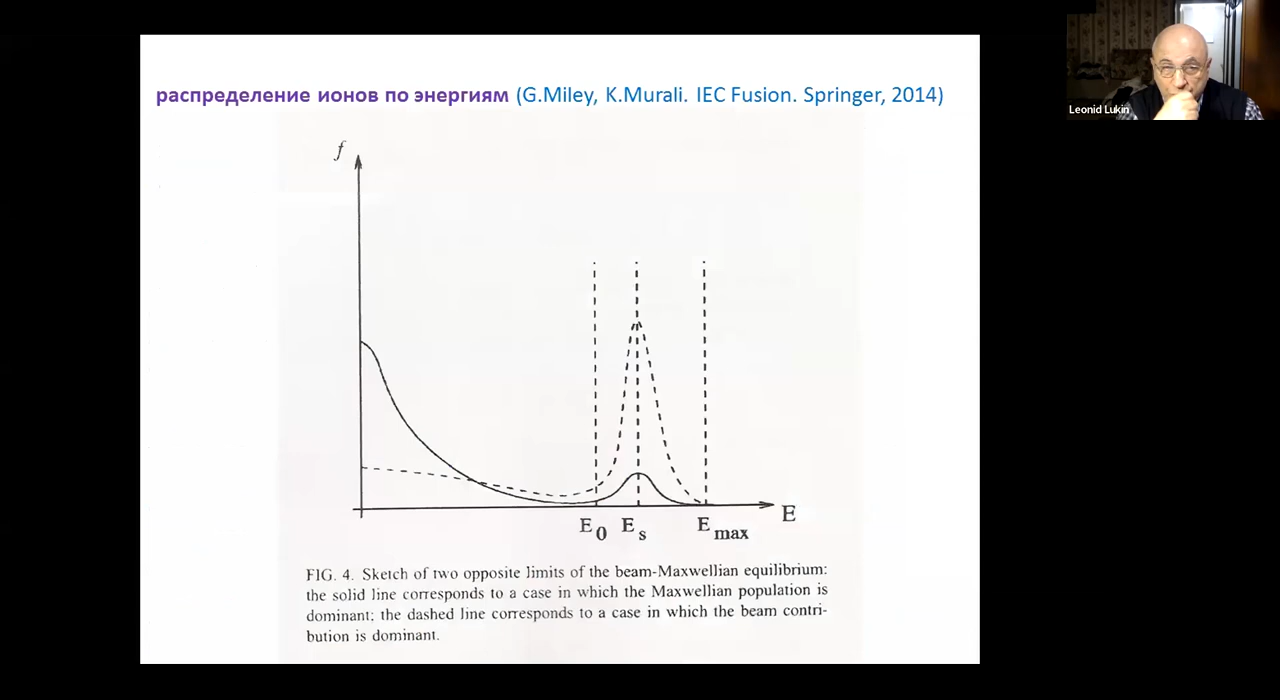 распределение ионов по энергиям (G.Miley, K.Murali. IEC Fusion. Springer, 2014)
Leonid Lukin
f
E
E0 Es Emax
FIG. 4. Sketch of two opposite limits of the beam-Maxwellian equilibrium:
the solid line corresponds to a case in which the Maxwellian population is
dominant; the dashed line corresponds to a case in which the beam contri-
bution is dominant.